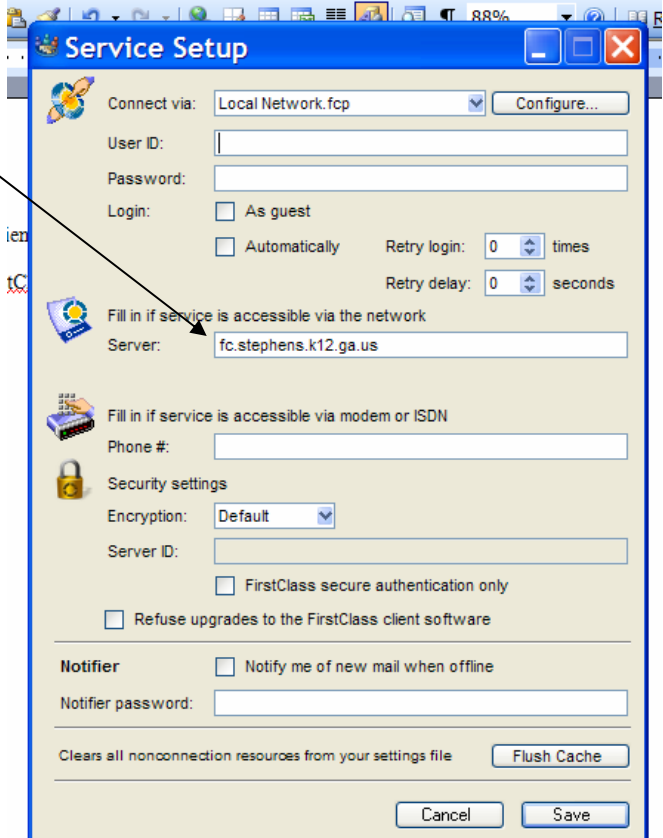 88%
Service Setup
Connect via: Local Network.fcp Configure...
User ID:
Password:
Login: As guest
Automatically Retry login: 0 times
Retry delay: 0 seconds
Fill in if service is accessible via the network
Server: fc.stephens.k12.ga.us
Fill in if service is accessible via modem or ISDN
Phone #:
Security settings
Encryption: Default
Server ID:
FirstClass secure authentication only
Refuse upgrades to the FirstClass client software
Notifier Notify me of new mail when offline
Notifier password:
Clears all nonconnection resources from your settings file Flush Cache
Cancel Save